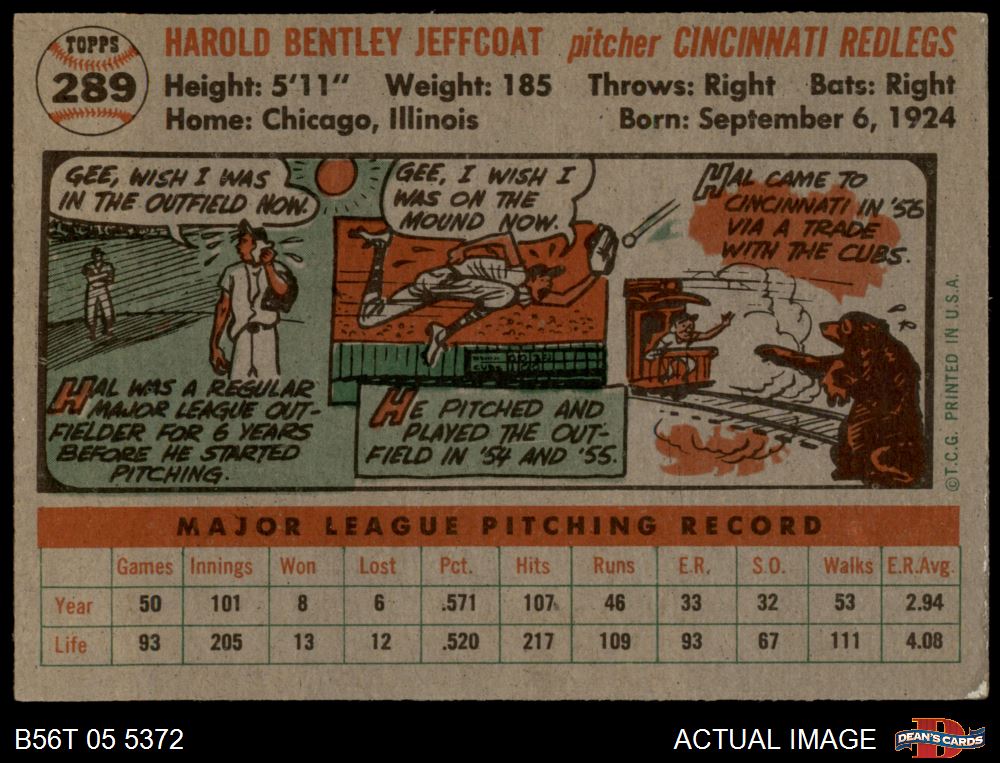 TOPPS
289
HAROLD BENTLEY JEFFCOAT pitcher CINCINNATI REDLEGS
Height: 5'11" Weight: 185 Throws: Right Bats: Right
Home: Chicago, Illinois Born: September 6, 1924
GEE, WISH I WAS
IN THE OUTFIELD NOW.
HAL WAS A REGULAR
MAJOR LEAGUE OUT-
FIELDER FOR 6 YEARS
BEFORE HE STARTED
PITCHING.
GEE, I WISH I
WAS ON THE
MOUND NOW.
HE PITCHED AND
PLAYED THE OUT-
FIELD IN '54 AND '55.
HAL CAME TO
CINCINNATI IN '56
VIA A TRADE
WITH THE CUBS.
©T.C.G. PRINTED IN U.S.A.
MAJOR LEAGUE PITCHING RECORD
Games Innings Won Lost Pct. Hits Runs E.R. S.O. Walks E.R.Avg.
Year 50 101 8 6 .571 107 46 33 32 53 2.94
Life 93 205 13 12 .520 217 109 93 67 111 4.08
B56T 05 5372 ACTUAL IMAGE DEAN'S CARDS